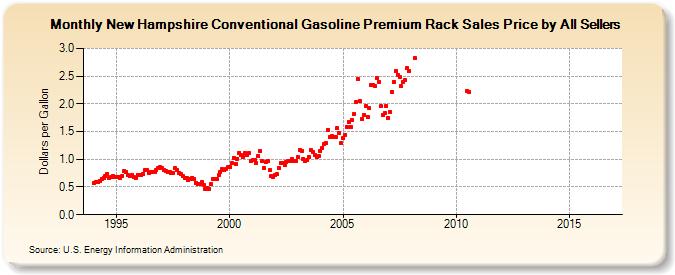 Monthly New Hampshire Conventional Gasoline Premium Rack Sales Price by All Sellers
Dollars per Gallon
3.0
2.5
2.0
1.5
1.0
0.5
0.0
1995 2000 2005 2010 2015
Source: U.S. Energy Information Administration